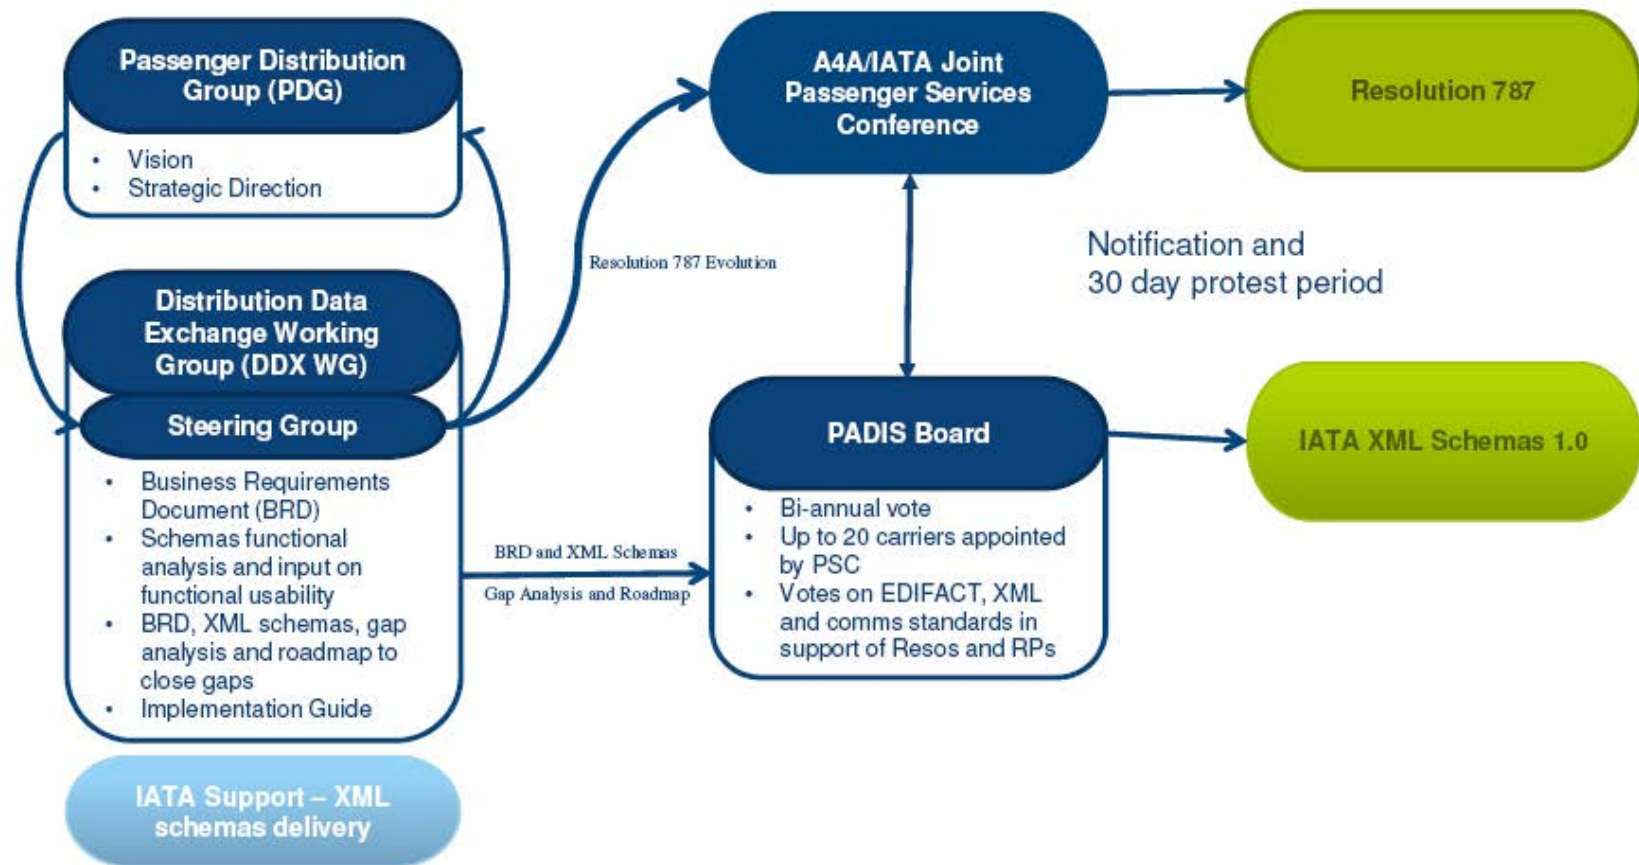 Passenger Distribution
Group (PDG)
• Vision
• Strategic Direction
Distribution Data
Exchange Working
Group (DDX WG)
Steering Group
• Business Requirements
Document (BRD)
• Schemas functional
analysis and input on
functional usability
• BRD, XML schemas, gap
analysis and roadmap to
close gaps
• Implementation Guide
IATA Support – XML
schemas delivery
Resolution 787 Evolution
BRD and XML Schemas
Gap Analysis and Roadmap
A4A/IATA Joint
Passenger Services
Conference
PADIS Board
• Bi-annual vote
• Up to 20 carriers appointed
by PSC
• Votes on EDIFACT, XML
and comms standards in
support of Resos and RPs
Resolution 787
Notification and
30 day protest period
IATA XML Schemas 1.0